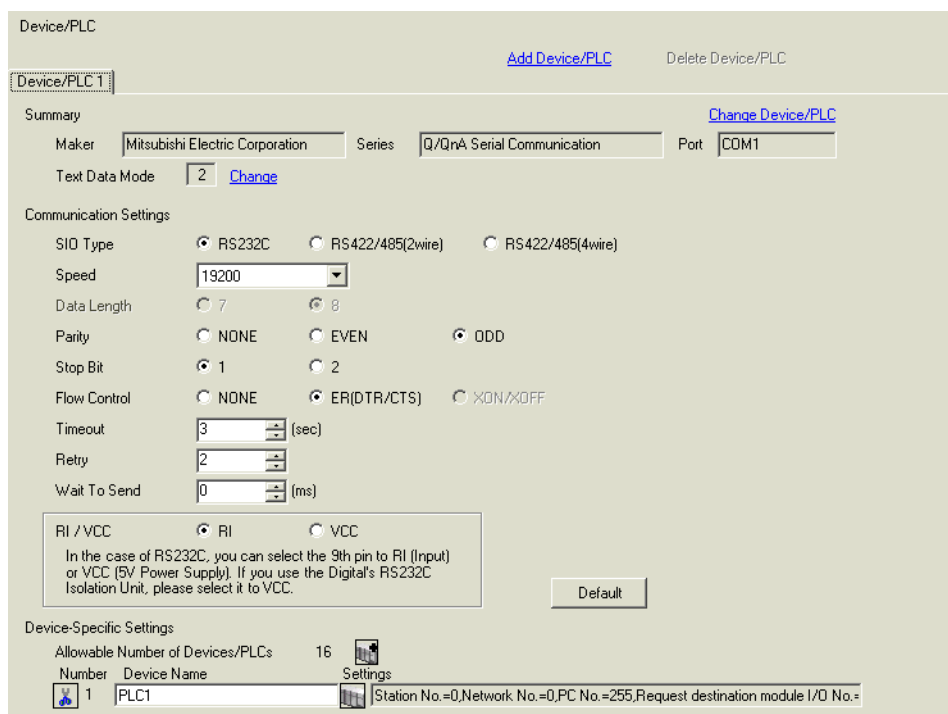 Device/PLC
Add Device/PLC Delete Device/PLC
Device/PLC 1
Summary Change Device/PLC
Maker Mitsubishi Electric Corporation Series Q/QnA Serial Communication Port COM1
Text Data Mode 2 Change
Communication Settings
SIO Type RS232C RS422/485(2wire) RS422/485(4wire)
Speed 19200
Data Length 7 8
Parity NONE EVEN ODD
Stop Bit 1 2
Flow Control NONE ER(DTR/CTS) XON/XOFF
Timeout 3 (sec)
Retry 2
Wait To Send 0 (ms)
RI / VCC RI VCC
In the case of RS232C, you can select the 9th pin to RI (Input)
or VCC (5V Power Supply). If you use the Digital's RS232C
Isolation Unit, please select it to VCC.
Default
Device-Specific Settings
Allowable Number of Devices/PLCs 16
Number Device Name Settings
1 PLC1 Station No.=0,Network No.=0,PC No.=255,Request destination module I/O No.=